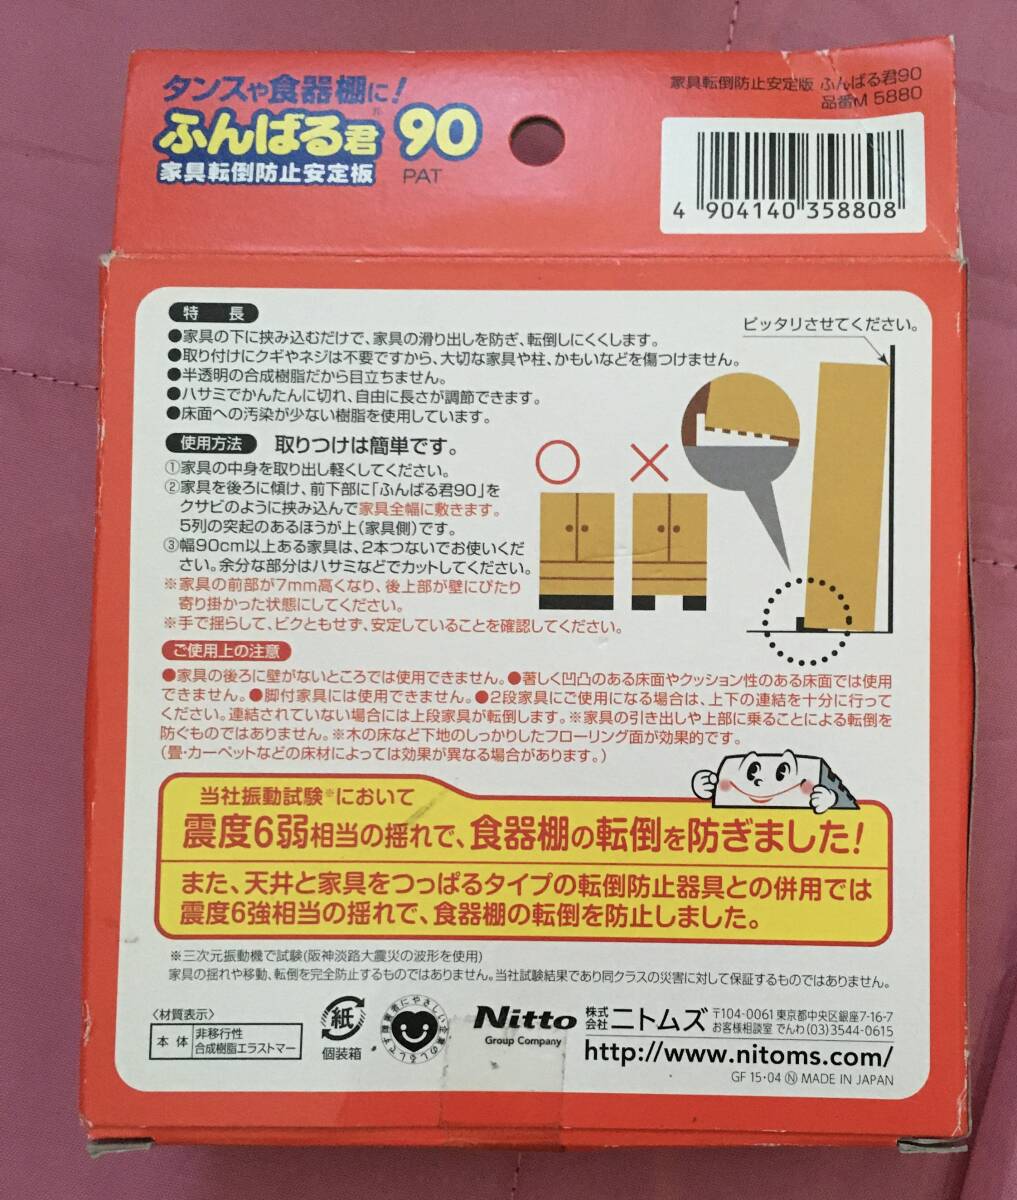 タンスや食器棚に!
ふんばる君 90
家具転倒防止安定板 PAT
家具転倒防止安定版 ふんばる君90
品番M 5880
4 904140 358808
特 長
●家具の下に挟み込むだけで、家具の滑り出しを防ぎ、転倒しにくくします。
●取り付けにクギやネジは不要ですから、大切な家具や柱、かもいなどを傷つけません。
●半透明の合成樹脂だから目立ちません。
●ハサミでかんたんに切れ、自由に長さが調節できます。
●床面への汚染が少ない樹脂を使用しています。
ピッタリさせてください。
使用方法 取りつけは簡単です。
①家具の中身を取り出し軽くしてください。
②家具を後ろに傾け、前下部に「ふんばる君90」を
クサビのように挟み込んで家具全幅に敷きます。
5列の突起のあるほうが上(家具側)です。
③幅90cm以上ある家具は、2本つないでお使いくだ
さい。余分な部分はハサミなどでカットしてください。
※家具の前部が7mm高くなり、後上部が壁にぴたり
寄り掛かった状態にしてください。
※手で揺らして、ビクともせず、安定していることを確認してください。
ご使用上の注意
●家具の後ろに壁がないところでは使用できません。●著しく凹凸のある床面やクッション性のある床面では使用
できません。●脚付家具には使用できません。●2段家具にご使用になる場合は、上下の連結を十分に行って
ください。連結されていない場合には上段家具が転倒します。※家具の引き出しや上部に乗ることによる転倒を
防ぐものではありません。※木の床など下地のしっかりしたフローリング面が効果的です。
(畳・カーペットなどの床材によっては効果が異なる場合があります。)
当社振動試験※において
震度6弱相当の揺れで、食器棚の転倒を防ぎました!
また、天井と家具をつっぱるタイプの転倒防止器具との併用では
震度6強相当の揺れで、食器棚の転倒を防止しました。
※三次元振動機で試験(阪神淡路大震災の波形を使用)
家具の揺れや移動、転倒を完全防止するものではありません。当社試験結果であり同クラスの災害に対して保証するものではありません。
〈材質表示〉
本 体 非移行性
合成樹脂エラストマー
紙
個装箱
障害者にやさしい企業のしるしです
Nitto
Group Company
株式会社 ニトムズ
〒104-0061 東京都中央区銀座7-16-7
お客様相談室 でんわ(03)3544-0615
http://www.nitoms.com/
GF 15・04 Ⓝ MADE IN JAPAN